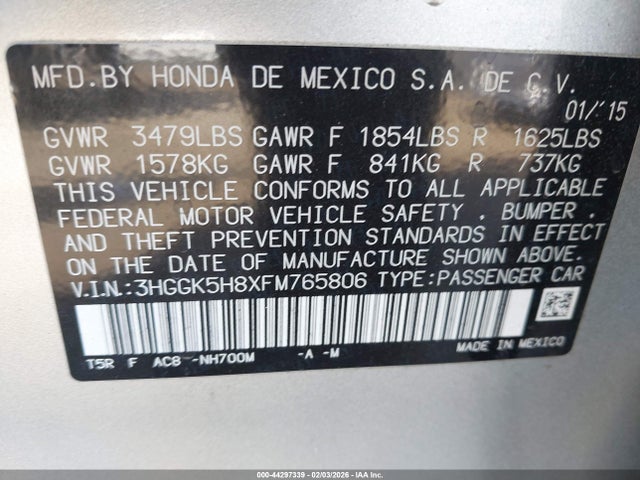 MFD.BY HONDA DE MEXICO S.A. DE C.V.
01/'15
GVWR 3479LBS GAWR F 1854LBS R 1625LBS
GVWR 1578KG GAWR F 841KG R 737KG
THIS VEHICLE CONFORMS TO ALL APPLICABLE
FEDERAL MOTOR VEHICLE SAFETY . BUMPER .
AND THEFT PREVENTION STANDARDS IN EFFECT
ON THE DATE OF MANUFACTURE SHOWN ABOVE.
V.I.N.:3HGGK5H8XFM765806 TYPE:PASSENGER CAR
T5R F AC8 -NH700M -A -M MADE IN MEXICO
000-44297339 - 02/03/2026 - COPYRIGHT IAA, LLC.